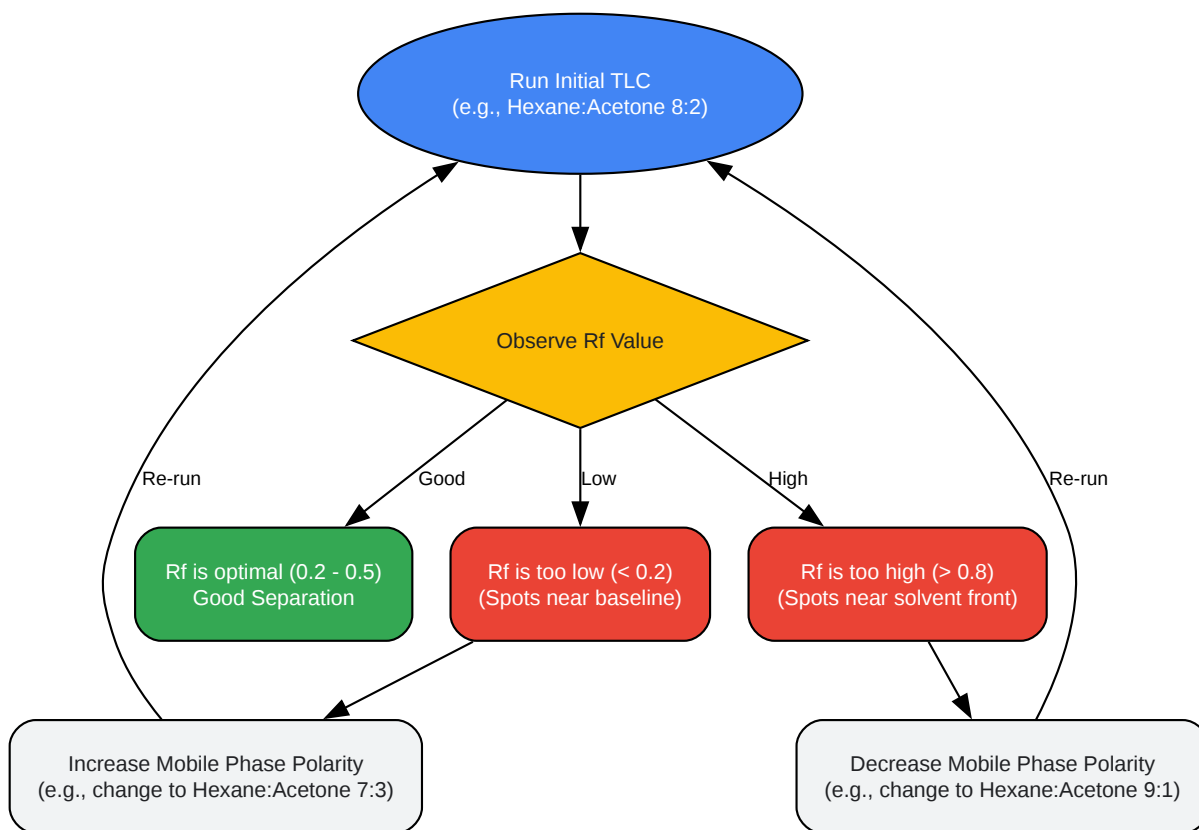 Run Initial TLC
(e.g., Hexane:Acetone 8:2)
Observe Rf Value
Re-run
Good
Low
High
Re-run
Rf is optimal (0.2 - 0.5)
Good Separation
Rf is too low (< 0.2)
(Spots near baseline)
Rf is too high (> 0.8)
(Spots near solvent front)
Increase Mobile Phase Polarity
(e.g., change to Hexane:Acetone 7:3)
Decrease Mobile Phase Polarity
(e.g., change to Hexane:Acetone 9:1)